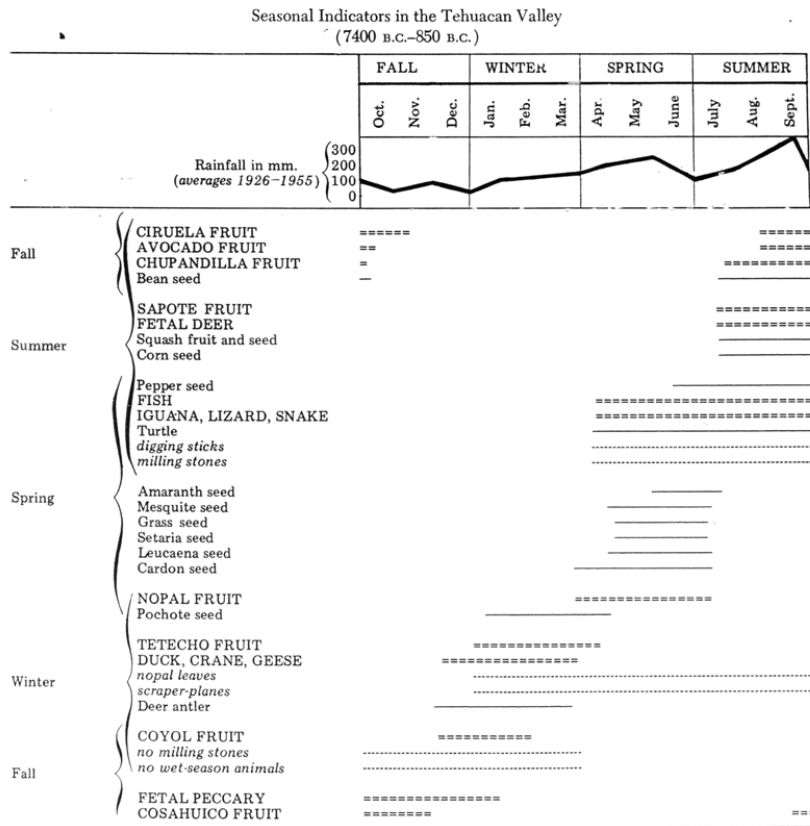 Seasonal Indicators in the Tehuacan Valley
(7400 B.C.–850 B.C.)
FALL WINTER SPRING SUMMER
Oct. Nov. Dec. Jan. Feb. Mar. Apr. May June July Aug. Sept.
Rainfall in mm.
(averages 1926–1955)
300
200
100
0
Fall
CIRUELA FRUIT
AVOCADO FRUIT
CHUPANDILLA FRUIT
Bean seed
Summer
SAPOTE FRUIT
FETAL DEER
Squash fruit and seed
Corn seed
Pepper seed
FISH
IGUANA, LIZARD, SNAKE
Turtle
digging sticks
milling stones
Spring
Amaranth seed
Mesquite seed
Grass seed
Setaria seed
Leucaena seed
Cardon seed
NOPAL FRUIT
Pochote seed
Winter
TETECHO FRUIT
DUCK, CRANE, GEESE
nopal leaves
scraper-planes
Deer antler
Fall
COYOL FRUIT
no milling stones
no wet-season animals
FETAL PECCARY
COSAHUICO FRUIT